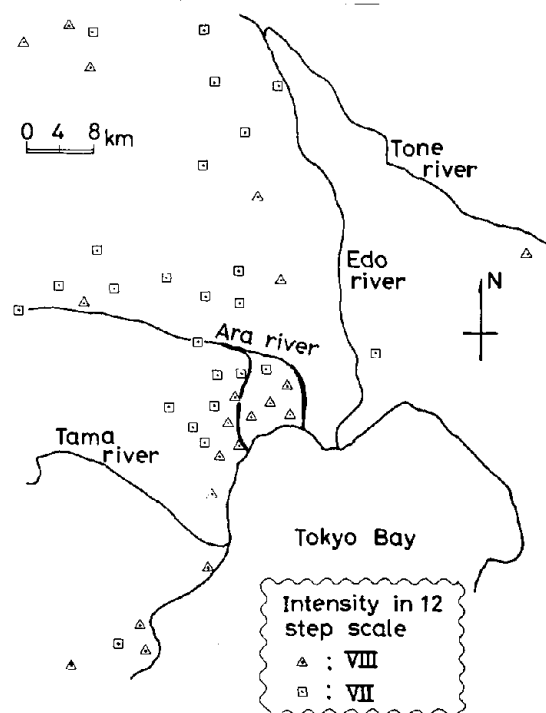 0 4 8 km
Tone
river
Edo
river
N
Ara river
Tama
river
Tokyo Bay
Intensity in 12
step scale
: VIII
: VII